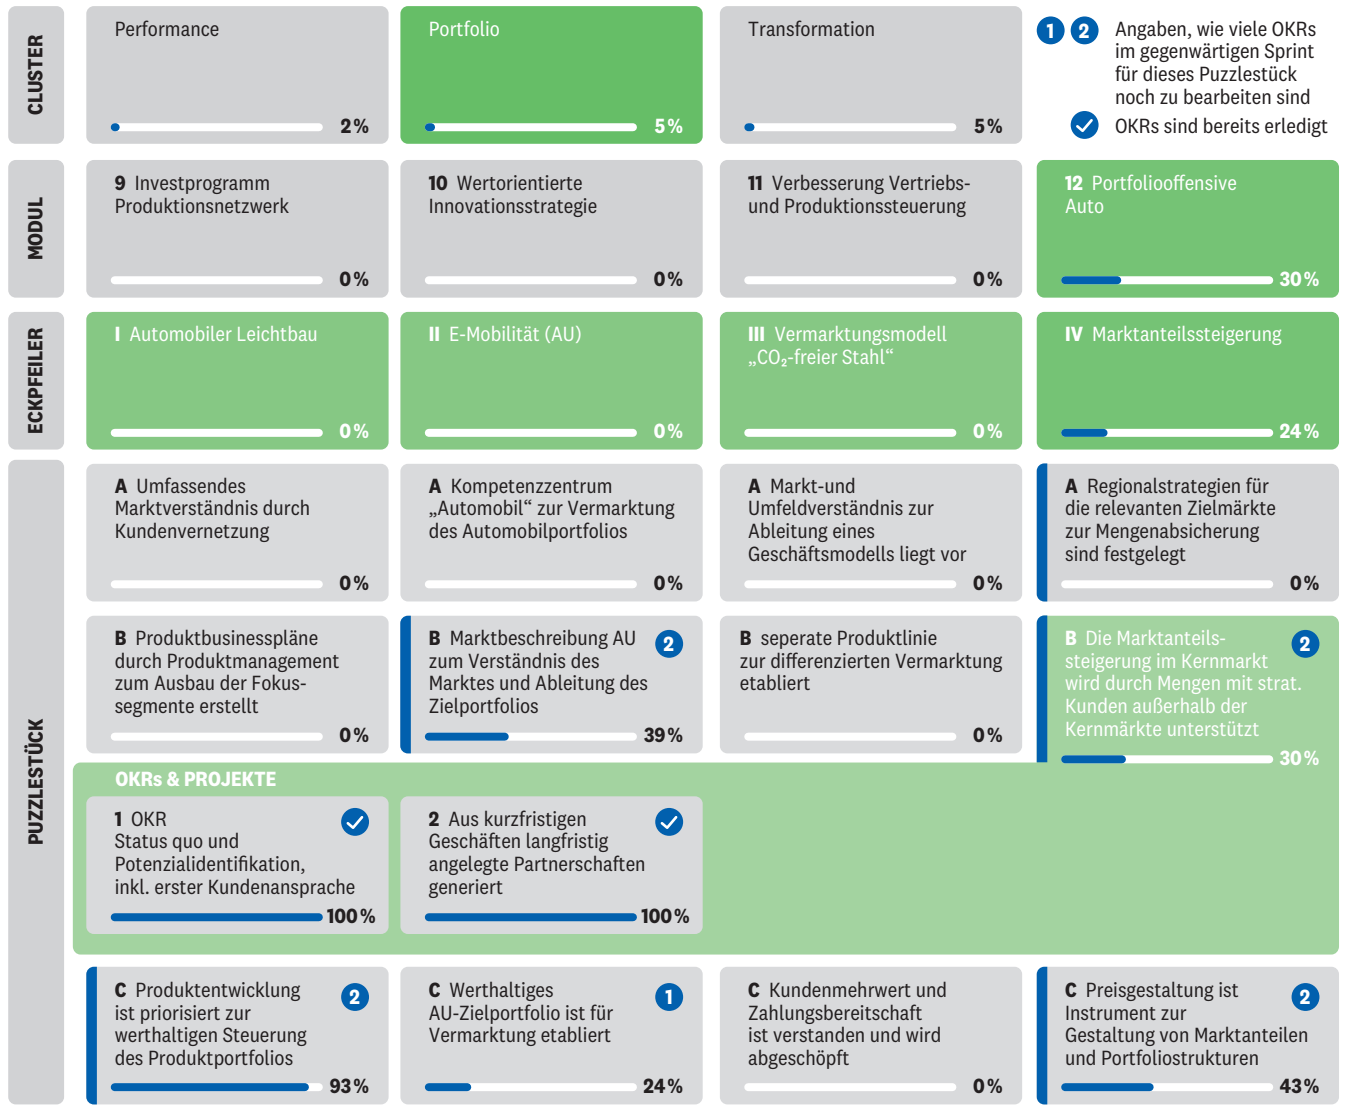 CLUSTER
Performance
2%
Portfolio
5%
Transformation
5%
1 2 Angaben, wie viele OKRs
im gegenwärtigen Sprint
für dieses Puzzlestück
noch zu bearbeiten sind
OKRs sind bereits erledigt
MODUL
9 Investprogramm
Produktionsnetzwerk
0%
10 Wertorientierte
Innovationsstrategie
0%
11 Verbesserung Vertriebs-
und Produktionssteuerung
0%
12 Portfoliooffensive
Auto
30%
ECKPFEILER
I Automobiler Leichtbau
0%
II E-Mobilität (AU)
0%
III Vermarktungsmodell
„CO₂-freier Stahl“
0%
IV Marktanteilssteigerung
24%
PUZZLESTÜCK
A Umfassendes
Marktverständnis durch
Kundenvernetzung
0%
A Kompetenzzentrum
„Automobil“ zur Vermarktung
des Automobilportfolios
0%
A Markt-und
Umfeldverständnis zur
Ableitung eines
Geschäftsmodells liegt vor
0%
A Regionalstrategien für
die relevanten Zielmärkte
zur Mengenabsicherung
sind festgelegt
0%
B Produktbusinesspläne
durch Produktmanagement
zum Ausbau der Fokus-
segmente erstellt
0%
B Marktbeschreibung AU 2
zum Verständnis des
Marktes und Ableitung des
Zielportfolios
39%
B seperate Produktlinie
zur differenzierten Vermarktung
etabliert
0%
B Die Marktanteils- 2
steigerung im Kernmarkt
wird durch Mengen mit strat.
Kunden außerhalb der
Kernmärkte unterstützt
30%
OKRs & PROJEKTE
1 OKR
Status quo und
Potenzialidentifikation,
inkl. erster Kundenansprache
100%
2 Aus kurzfristigen
Geschäften langfristig
angelegte Partnerschaften
generiert
100%
C Produktentwicklung 2
ist priorisiert zur
werthaltigen Steuerung
des Produktportfolios
93%
C Werthaltiges 1
AU-Zielportfolio ist für
Vermarktung etabliert
24%
C Kundenmehrwert und
Zahlungsbereitschaft
ist verstanden und wird
abgeschöpft
0%
C Preisgestaltung ist 2
Instrument zur
Gestaltung von Marktanteilen
und Portfoliostrukturen
43%